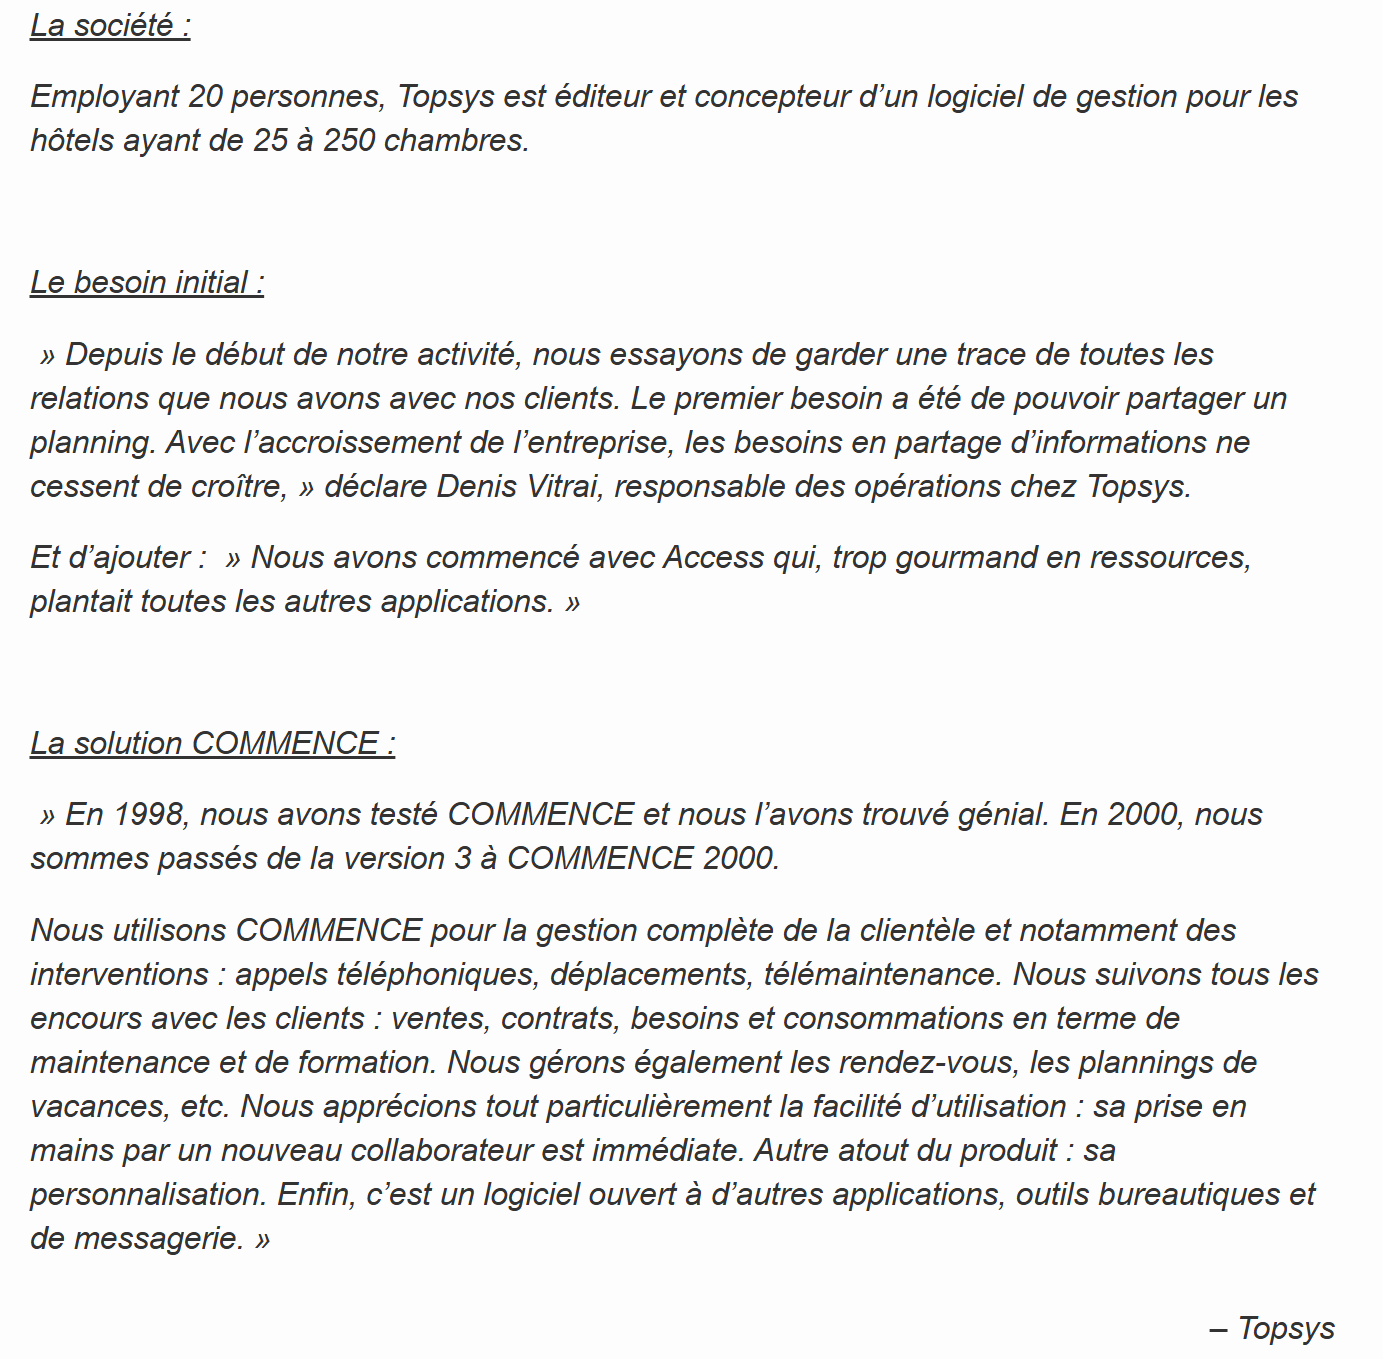 La société :
Employant 20 personnes, Topsys est éditeur et concepteur d’un logiciel de gestion pour les
hôtels ayant de 25 à 250 chambres.
Le besoin initial :
» Depuis le début de notre activité, nous essayons de garder une trace de toutes les
relations que nous avons avec nos clients. Le premier besoin a été de pouvoir partager un
planning. Avec l’accroissement de l’entreprise, les besoins en partage d’informations ne
cessent de croître, » déclare Denis Vitrai, responsable des opérations chez Topsys.
Et d’ajouter :  » Nous avons commencé avec Access qui, trop gourmand en ressources,
plantait toutes les autres applications. »
La solution COMMENCE :
» En 1998, nous avons testé COMMENCE et nous l’avons trouvé génial. En 2000, nous
sommes passés de la version 3 à COMMENCE 2000.
Nous utilisons COMMENCE pour la gestion complète de la clientèle et notamment des
interventions : appels téléphoniques, déplacements, télémaintenance. Nous suivons tous les
encours avec les clients : ventes, contrats, besoins et consommations en terme de
maintenance et de formation. Nous gérons également les rendez-vous, les plannings de
vacances, etc. Nous apprécions tout particulièrement la facilité d’utilisation : sa prise en
mains par un nouveau collaborateur est immédiate. Autre atout du produit : sa
personnalisation. Enfin, c’est un logiciel ouvert à d’autres applications, outils bureautiques et
de messagerie. »
– Topsys